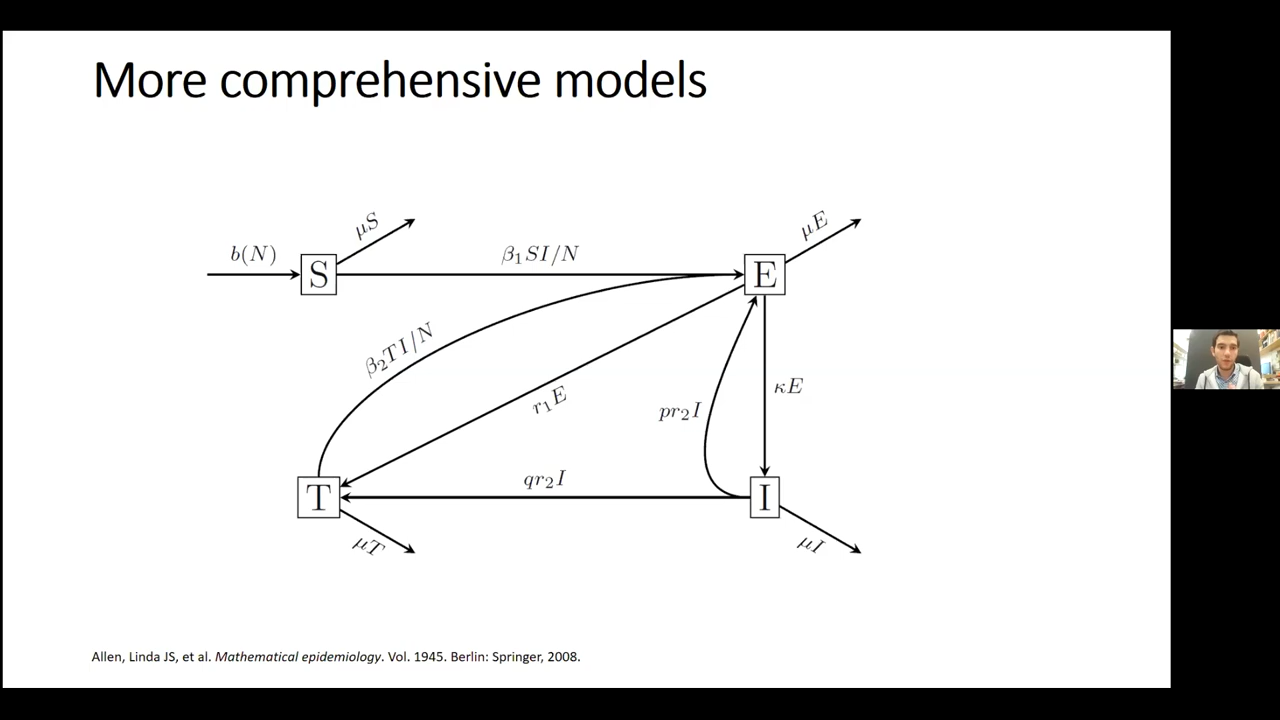 More comprehensive models
b(N)
μS
β₁SI/N
μE
S
E
β₂TI/N
r₁E
pr₂I
κE
qr₂I
T
I
μT
μI
Allen, Linda JS, et al. Mathematical epidemiology. Vol. 1945. Berlin: Springer, 2008.